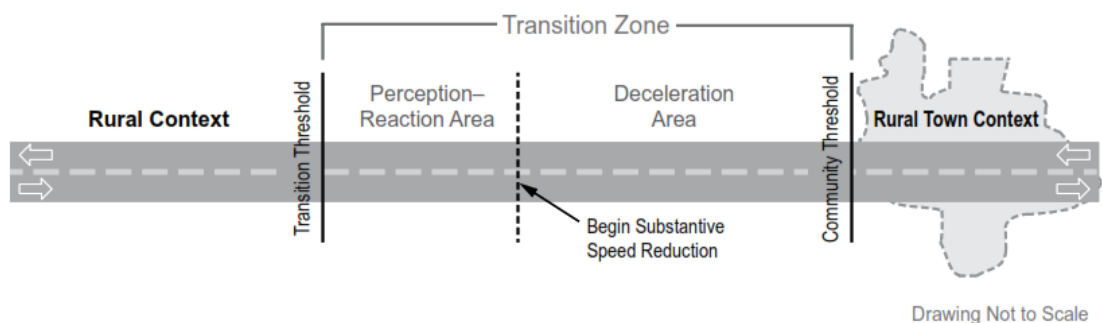 Transition Zone
Rural Context
Transition Threshold
Perception–
Reaction Area
Deceleration
Area
Community Threshold
Rural Town Context
Begin Substantive
Speed Reduction
Drawing Not to Scale